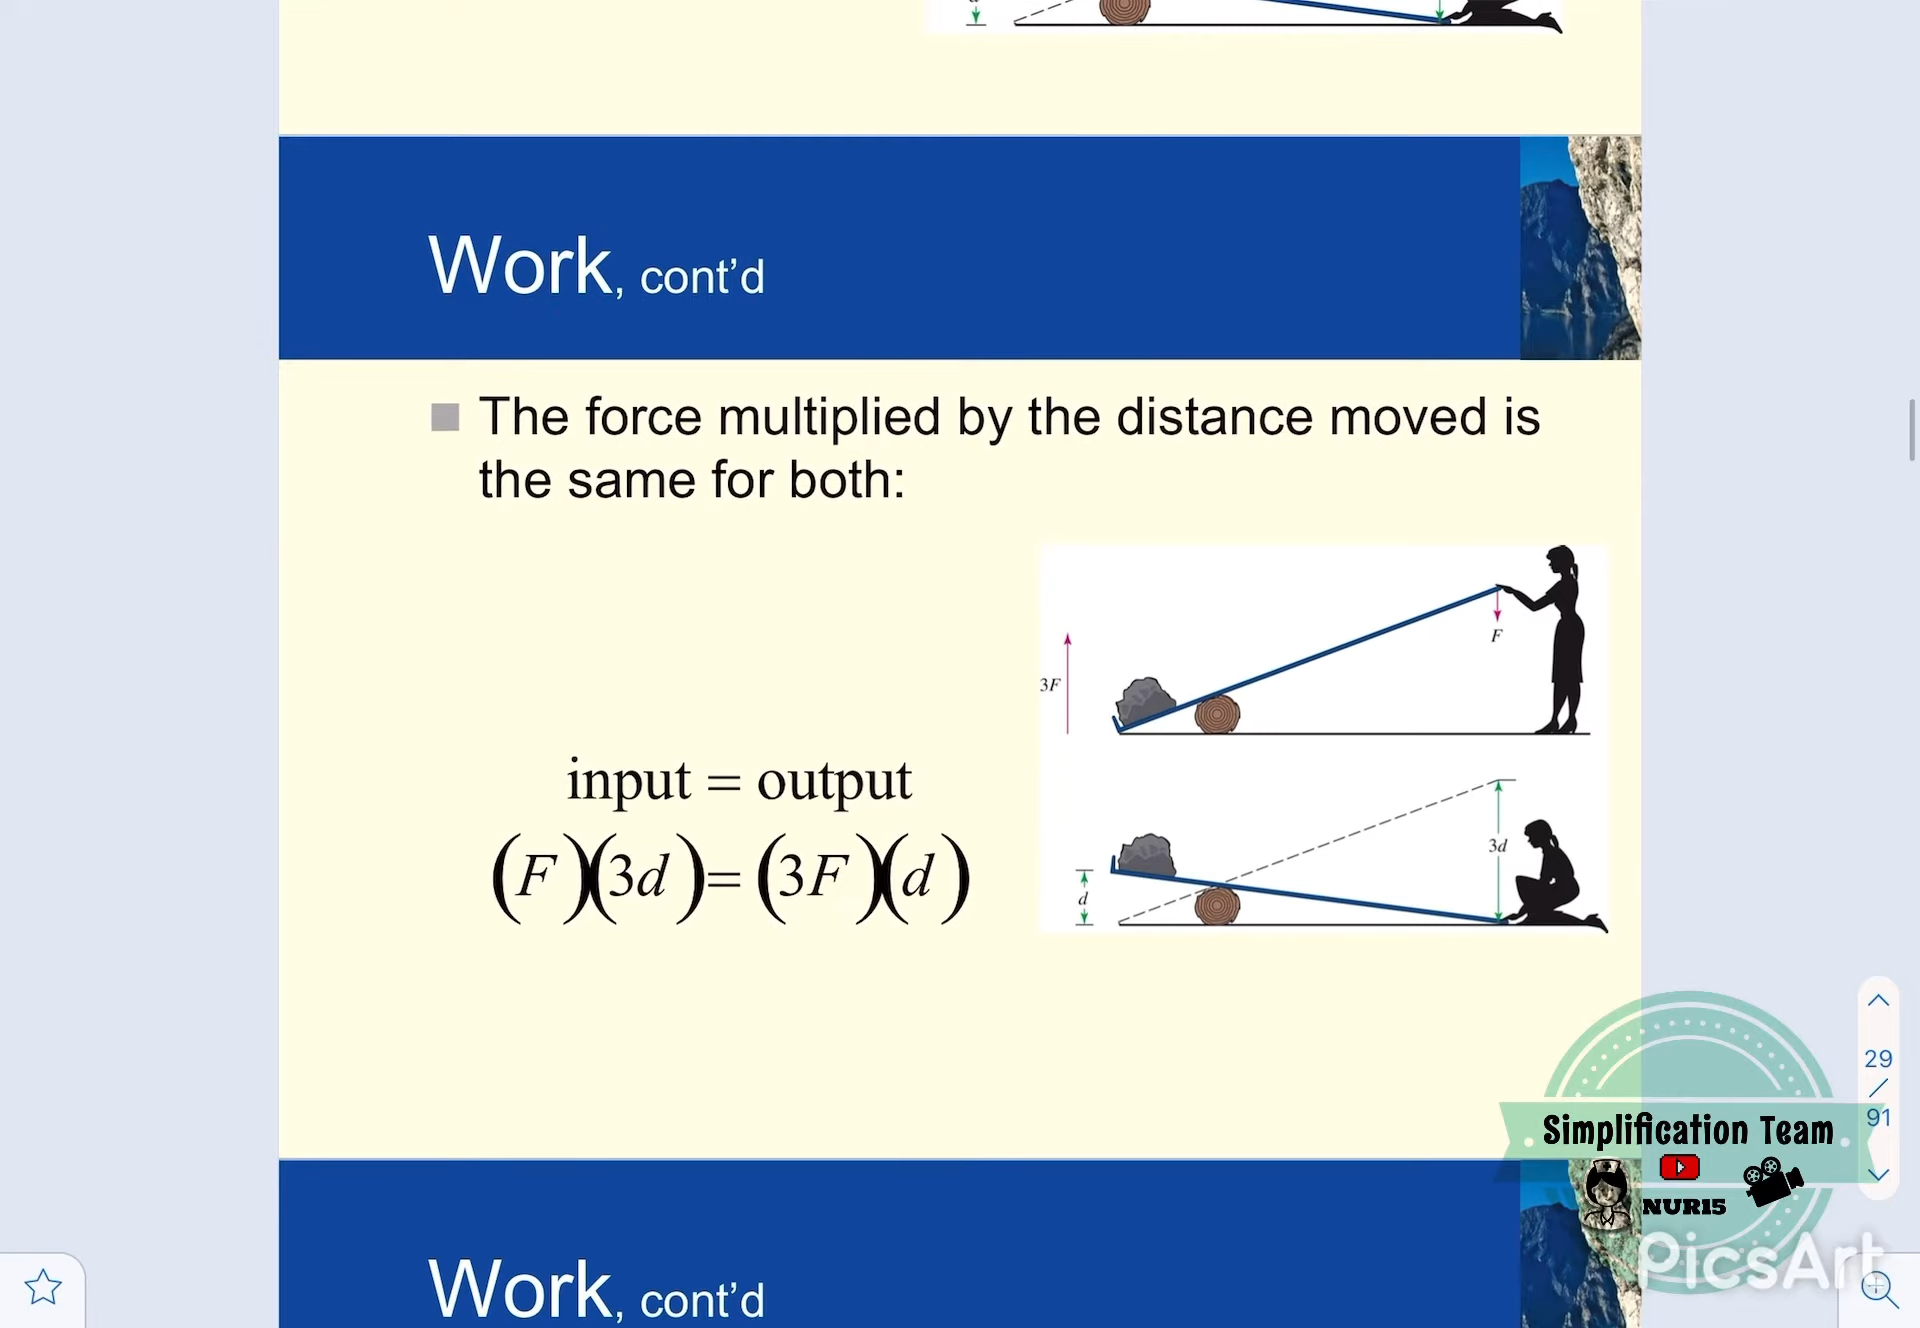 d
Work, cont’d
The force multiplied by the distance moved is
the same for both:
F
3F
input = output
(F)(3d)=(3F)(d)
3d
d
29
/
91
Simplification Team
NUR15
PicsArt
Work, cont’d